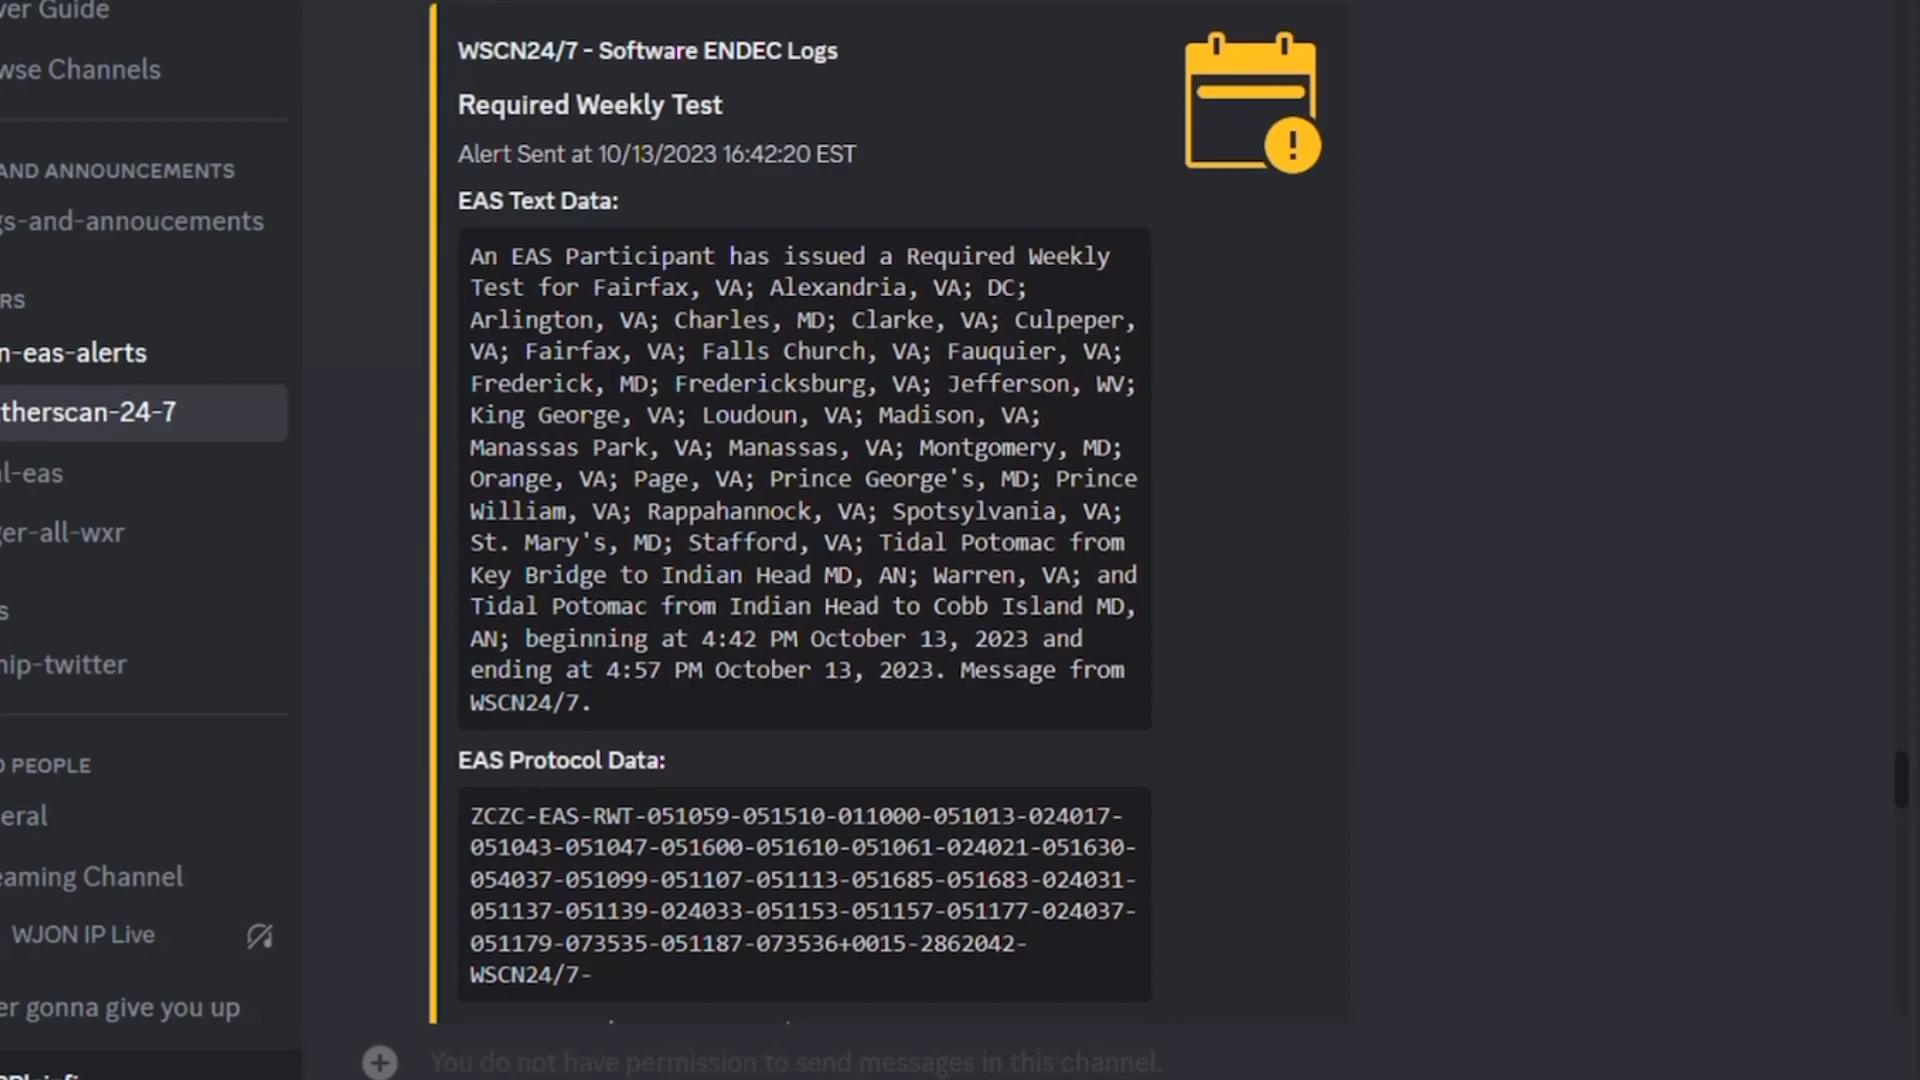 ver Guide
wse Channels
AND ANNOUNCEMENTS
gs-and-annoucements
RS
n-eas-alerts
therscan-24-7
al-eas
ger-all-wxr
s
hip-twitter
D PEOPLE
eral
eaming Channel
WJON IP Live
er gonna give you up
WSCN24/7 - Software ENDEC Logs
Required Weekly Test
Alert Sent at 10/13/2023 16:42:20 EST
EAS Text Data:
An EAS Participant has issued a Required Weekly
Test for Fairfax, VA; Alexandria, VA; DC;
Arlington, VA; Charles, MD; Clarke, VA; Culpeper,
VA; Fairfax, VA; Falls Church, VA; Fauquier, VA;
Frederick, MD; Fredericksburg, VA; Jefferson, WV;
King George, VA; Loudoun, VA; Madison, VA;
Manassas Park, VA; Manassas, VA; Montgomery, MD;
Orange, VA; Page, VA; Prince George's, MD; Prince
William, VA; Rappahannock, VA; Spotsylvania, VA;
St. Mary's, MD; Stafford, VA; Tidal Potomac from
Key Bridge to Indian Head MD, AN; Warren, VA; and
Tidal Potomac from Indian Head to Cobb Island MD,
AN; beginning at 4:42 PM October 13, 2023 and
ending at 4:57 PM October 13, 2023. Message from
WSCN24/7.
EAS Protocol Data:
ZCZC-EAS-RWT-051059-051510-011000-051013-024017-
051043-051047-051600-051610-051061-024021-051630-
054037-051099-051107-051113-051685-051683-024031-
051137-051139-024033-051153-051157-051177-024037-
051179-073535-051187-073536+0015-2862042-
WSCN24/7-
You do not have permission to send messages in this channel.